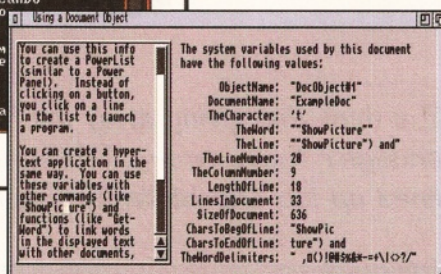 Using a Document Object
You can use this info
to create a PowerList
(similar to a Power
Panel). Instead of
clicking on a button,
you click on a line
in the list to launch
a program.
You can create a hyper-
text application in the
same way. You can use
these variables with
other commands (like
"ShowPic ure") and
functions (like "Get-
Word") to link words
in the displayed text
with other documents,
The system variables used by this document
have the following values:
ObjectName: "DocObject#1"
DocumentName: "ExampleDoc"
TheCharacter: 't'
TheWord: ""ShowPicture""
TheLine: ""ShowPicture") and"
TheLineNumber: 20
TheColumnNumber: 9
LengthOfLine: 18
LinesInDocument: 33
SizeOfDocument: 636
CharsToBegOfLine: "ShowPic
CharsToEndOfLine: ture") and
TheWordDelimiters: